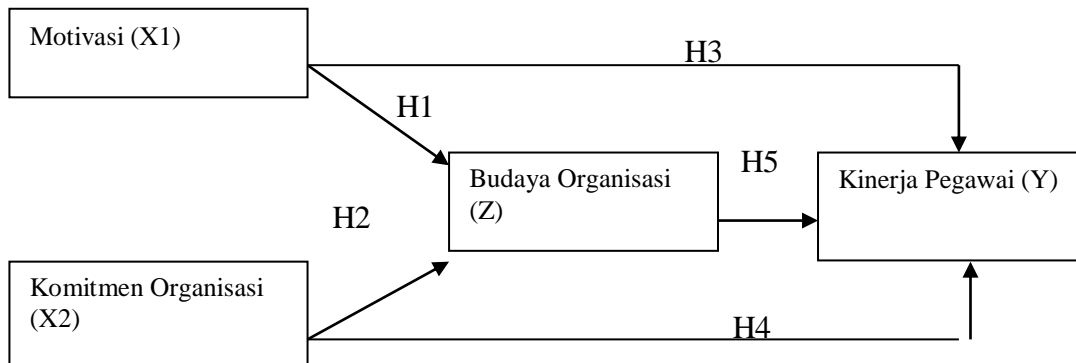 Motivasi (X1)
H3
H1
Budaya Organisasi
(Z)
H5
Kinerja Pegawai (Y)
H2
Komitmen Organisasi
(X2)
H4